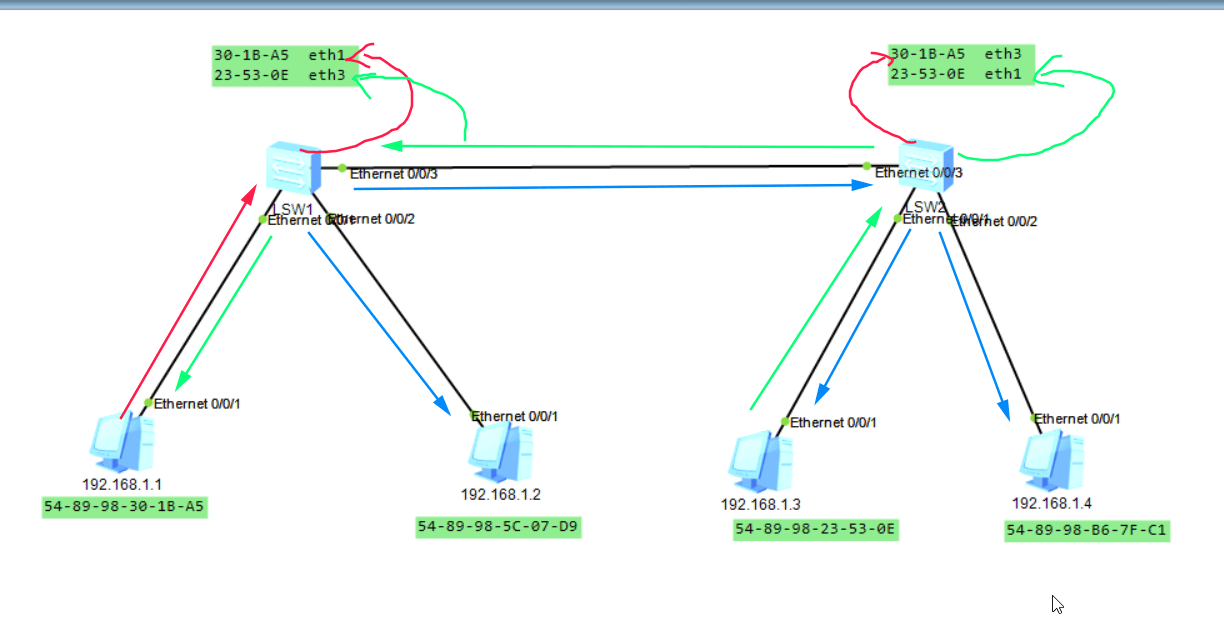 30-1B-A5 eth1
23-53-0E eth3
30-1B-A5 eth3
23-53-0E eth1
Ethernet 0/0/3
Ethernet 0/0/3
LSW1
Ethernet 0/0/1
Ethernet 0/0/2
LSW2
Ethernet 0/0/1
Ethernet 0/0/2
Ethernet 0/0/1
Ethernet 0/0/1
Ethernet 0/0/1
Ethernet 0/0/1
192.168.1.1
54-89-98-30-1B-A5
192.168.1.2
54-89-98-5C-07-D9
192.168.1.3
54-89-98-23-53-0E
192.168.1.4
54-89-98-B6-7F-C1